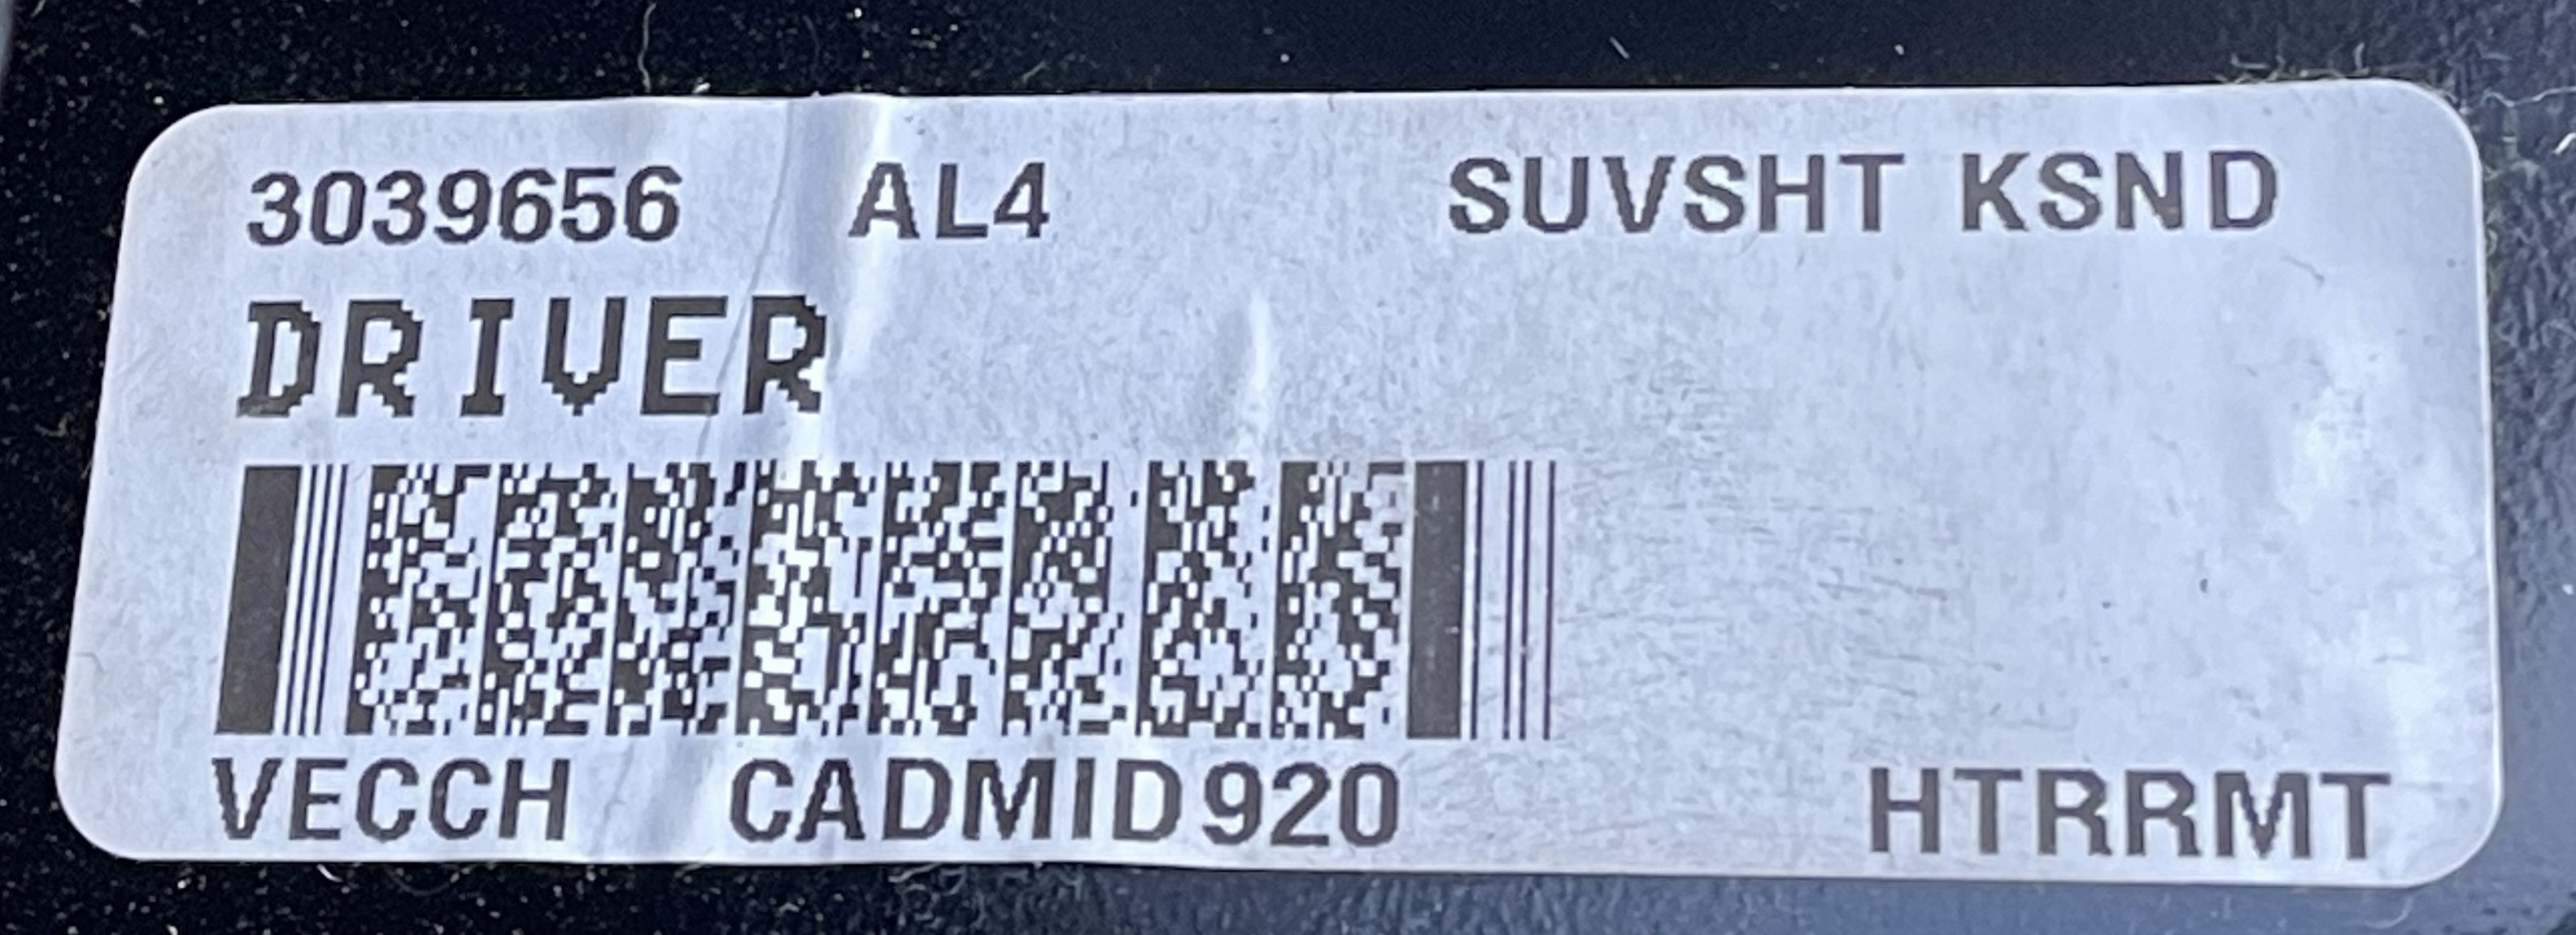 3039656 AL4 SUVSHT KSND
DRIVER
VECCH CADMID920 HTRRMT